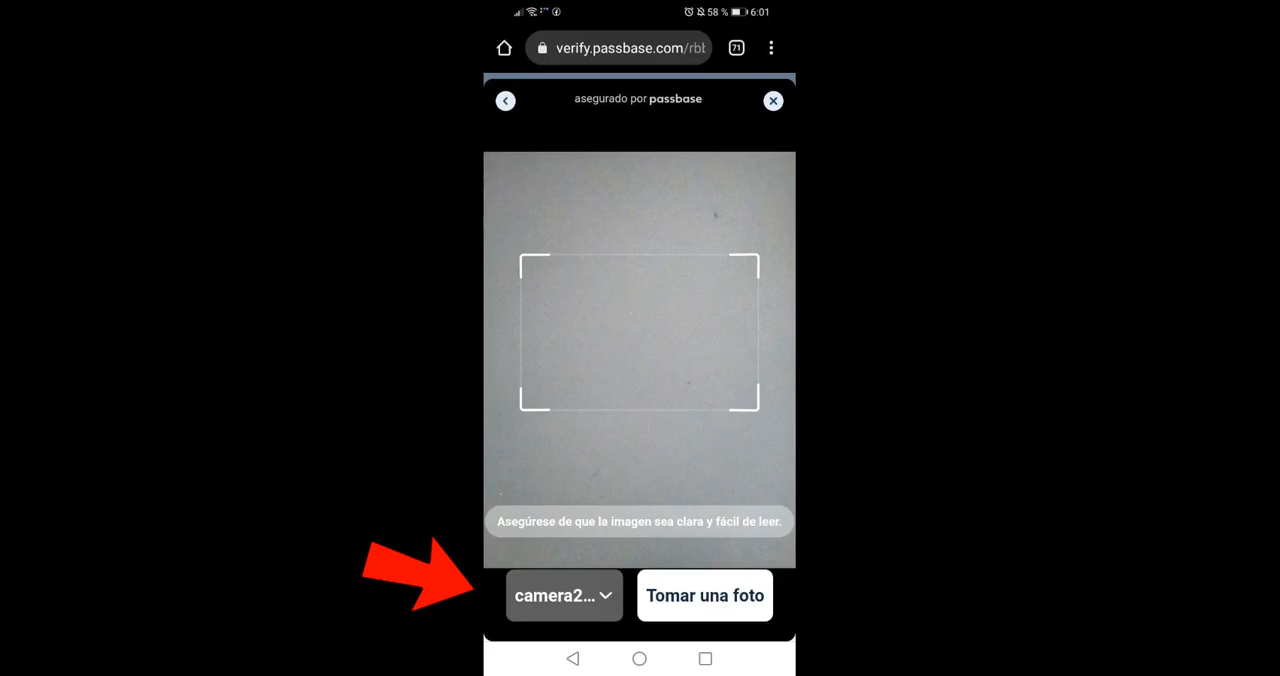 58 % 6:01
verify.passbase.com/rbb
71
asegurado por passbase
Asegúrese de que la imagen sea clara y fácil de leer.
camera2...
Tomar una foto